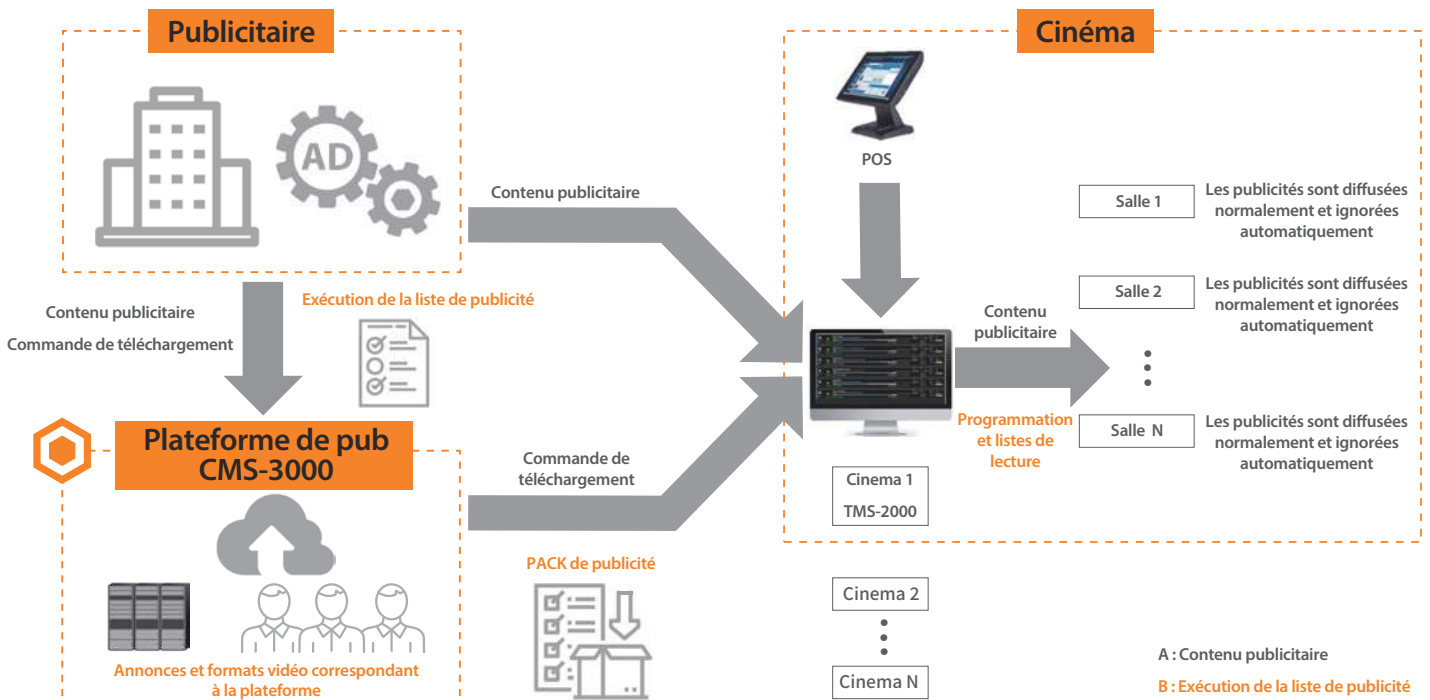 Publicitaire
AD
Contenu publicitaire
Commande de téléchargement
Exécution de la liste de publicité
Plateforme de pub
CMS-3000
Annonces et formats vidéo correspondant
à la plateforme
Contenu publicitaire
Commande de
téléchargement
PACK de publicité
Cinéma
POS
Contenu
publicitaire
Programmation
et listes de
lecture
Salle 1
Les publicités sont diffusées
normalement et ignorées
automatiquement
Salle 2
Les publicités sont diffusées
normalement et ignorées
automatiquement
Salle N
Les publicités sont diffusées
normalement et ignorées
automatiquement
Cinema 1
TMS-2000
Cinema 2
Cinema N
A : Contenu publicitaire
B : Exécution de la liste de publicité